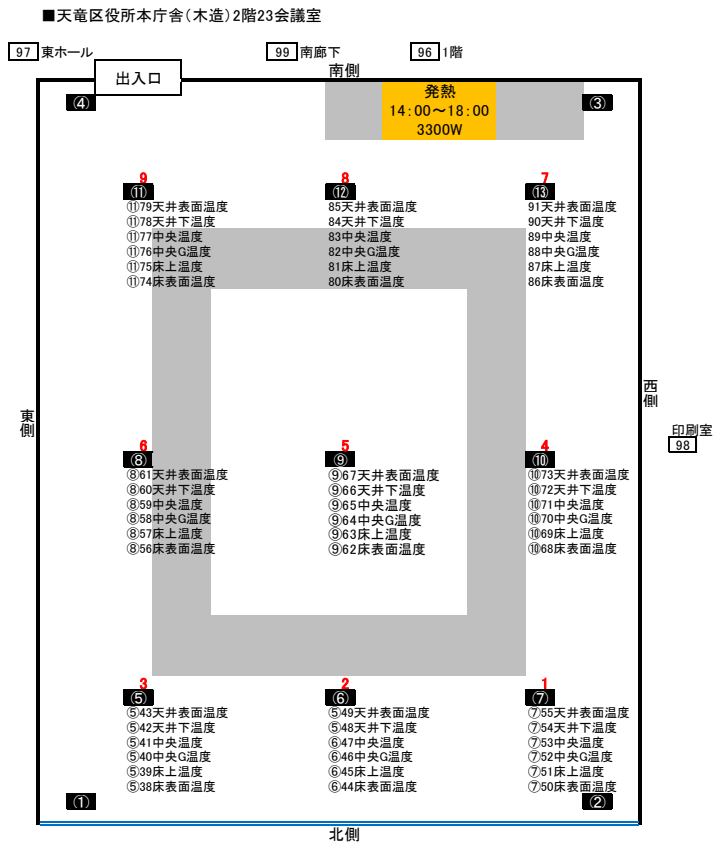 ■天竜区役所本庁舎(木造)2階23会議室
97 東ホール
99 南廊下
96 1階
南側
出入口
④
発熱
14:00～18:00
3300W
③
9
⑪
⑪79天井表面温度
⑪78天井下温度
⑪77中央温度
⑪76中央G温度
⑪75床上温度
⑪74床表面温度
8
⑫
85天井表面温度
84天井下温度
83中央温度
82中央G温度
81床上温度
80床表面温度
7
⑬
91天井表面温度
90天井下温度
89中央温度
88中央G温度
87床上温度
86床表面温度
東側
西側
印刷室
98
6
⑧
⑧61天井表面温度
⑧60天井下温度
⑧59中央温度
⑧58中央G温度
⑧57床上温度
⑧56床表面温度
5
⑨
⑨67天井表面温度
⑨66天井下温度
⑨65中央温度
⑨64中央G温度
⑨63床上温度
⑨62床表面温度
4
⑩
⑩73天井表面温度
⑩72天井下温度
⑩71中央温度
⑩70中央G温度
⑩69床上温度
⑩68床表面温度
3
⑤
⑤43天井表面温度
⑤42天井下温度
⑤41中央温度
⑤40中央G温度
⑤39床上温度
⑤38床表面温度
2
⑥
⑤49天井表面温度
⑤48天井下温度
⑥47中央温度
⑥46中央G温度
⑥45床上温度
⑥44床表面温度
1
⑦
⑦55天井表面温度
⑦54天井下温度
⑦53中央温度
⑦52中央G温度
⑦51床上温度
⑦50床表面温度
①
②
北側